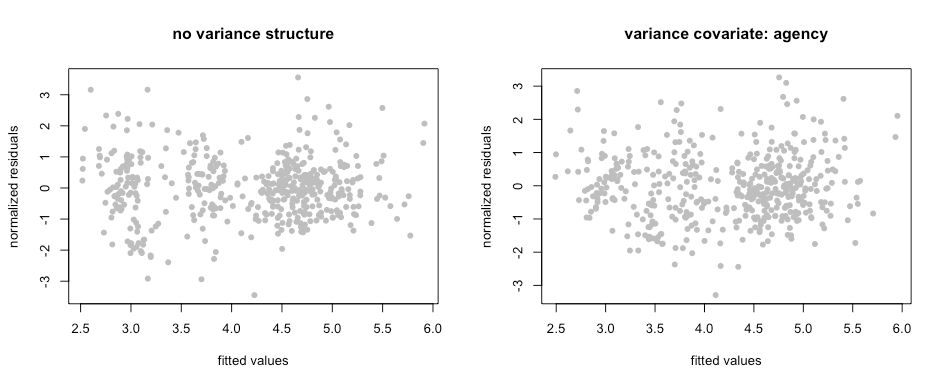 no variance structure
normalized residuals
3
2
1
0
-1
-2
-3
2.5 3.0 3.5 4.0 4.5 5.0 5.5 6.0
fitted values
variance covariate: agency
normalized residuals
3
2
1
0
-1
-2
-3
2.5 3.0 3.5 4.0 4.5 5.0 5.5 6.0
fitted values